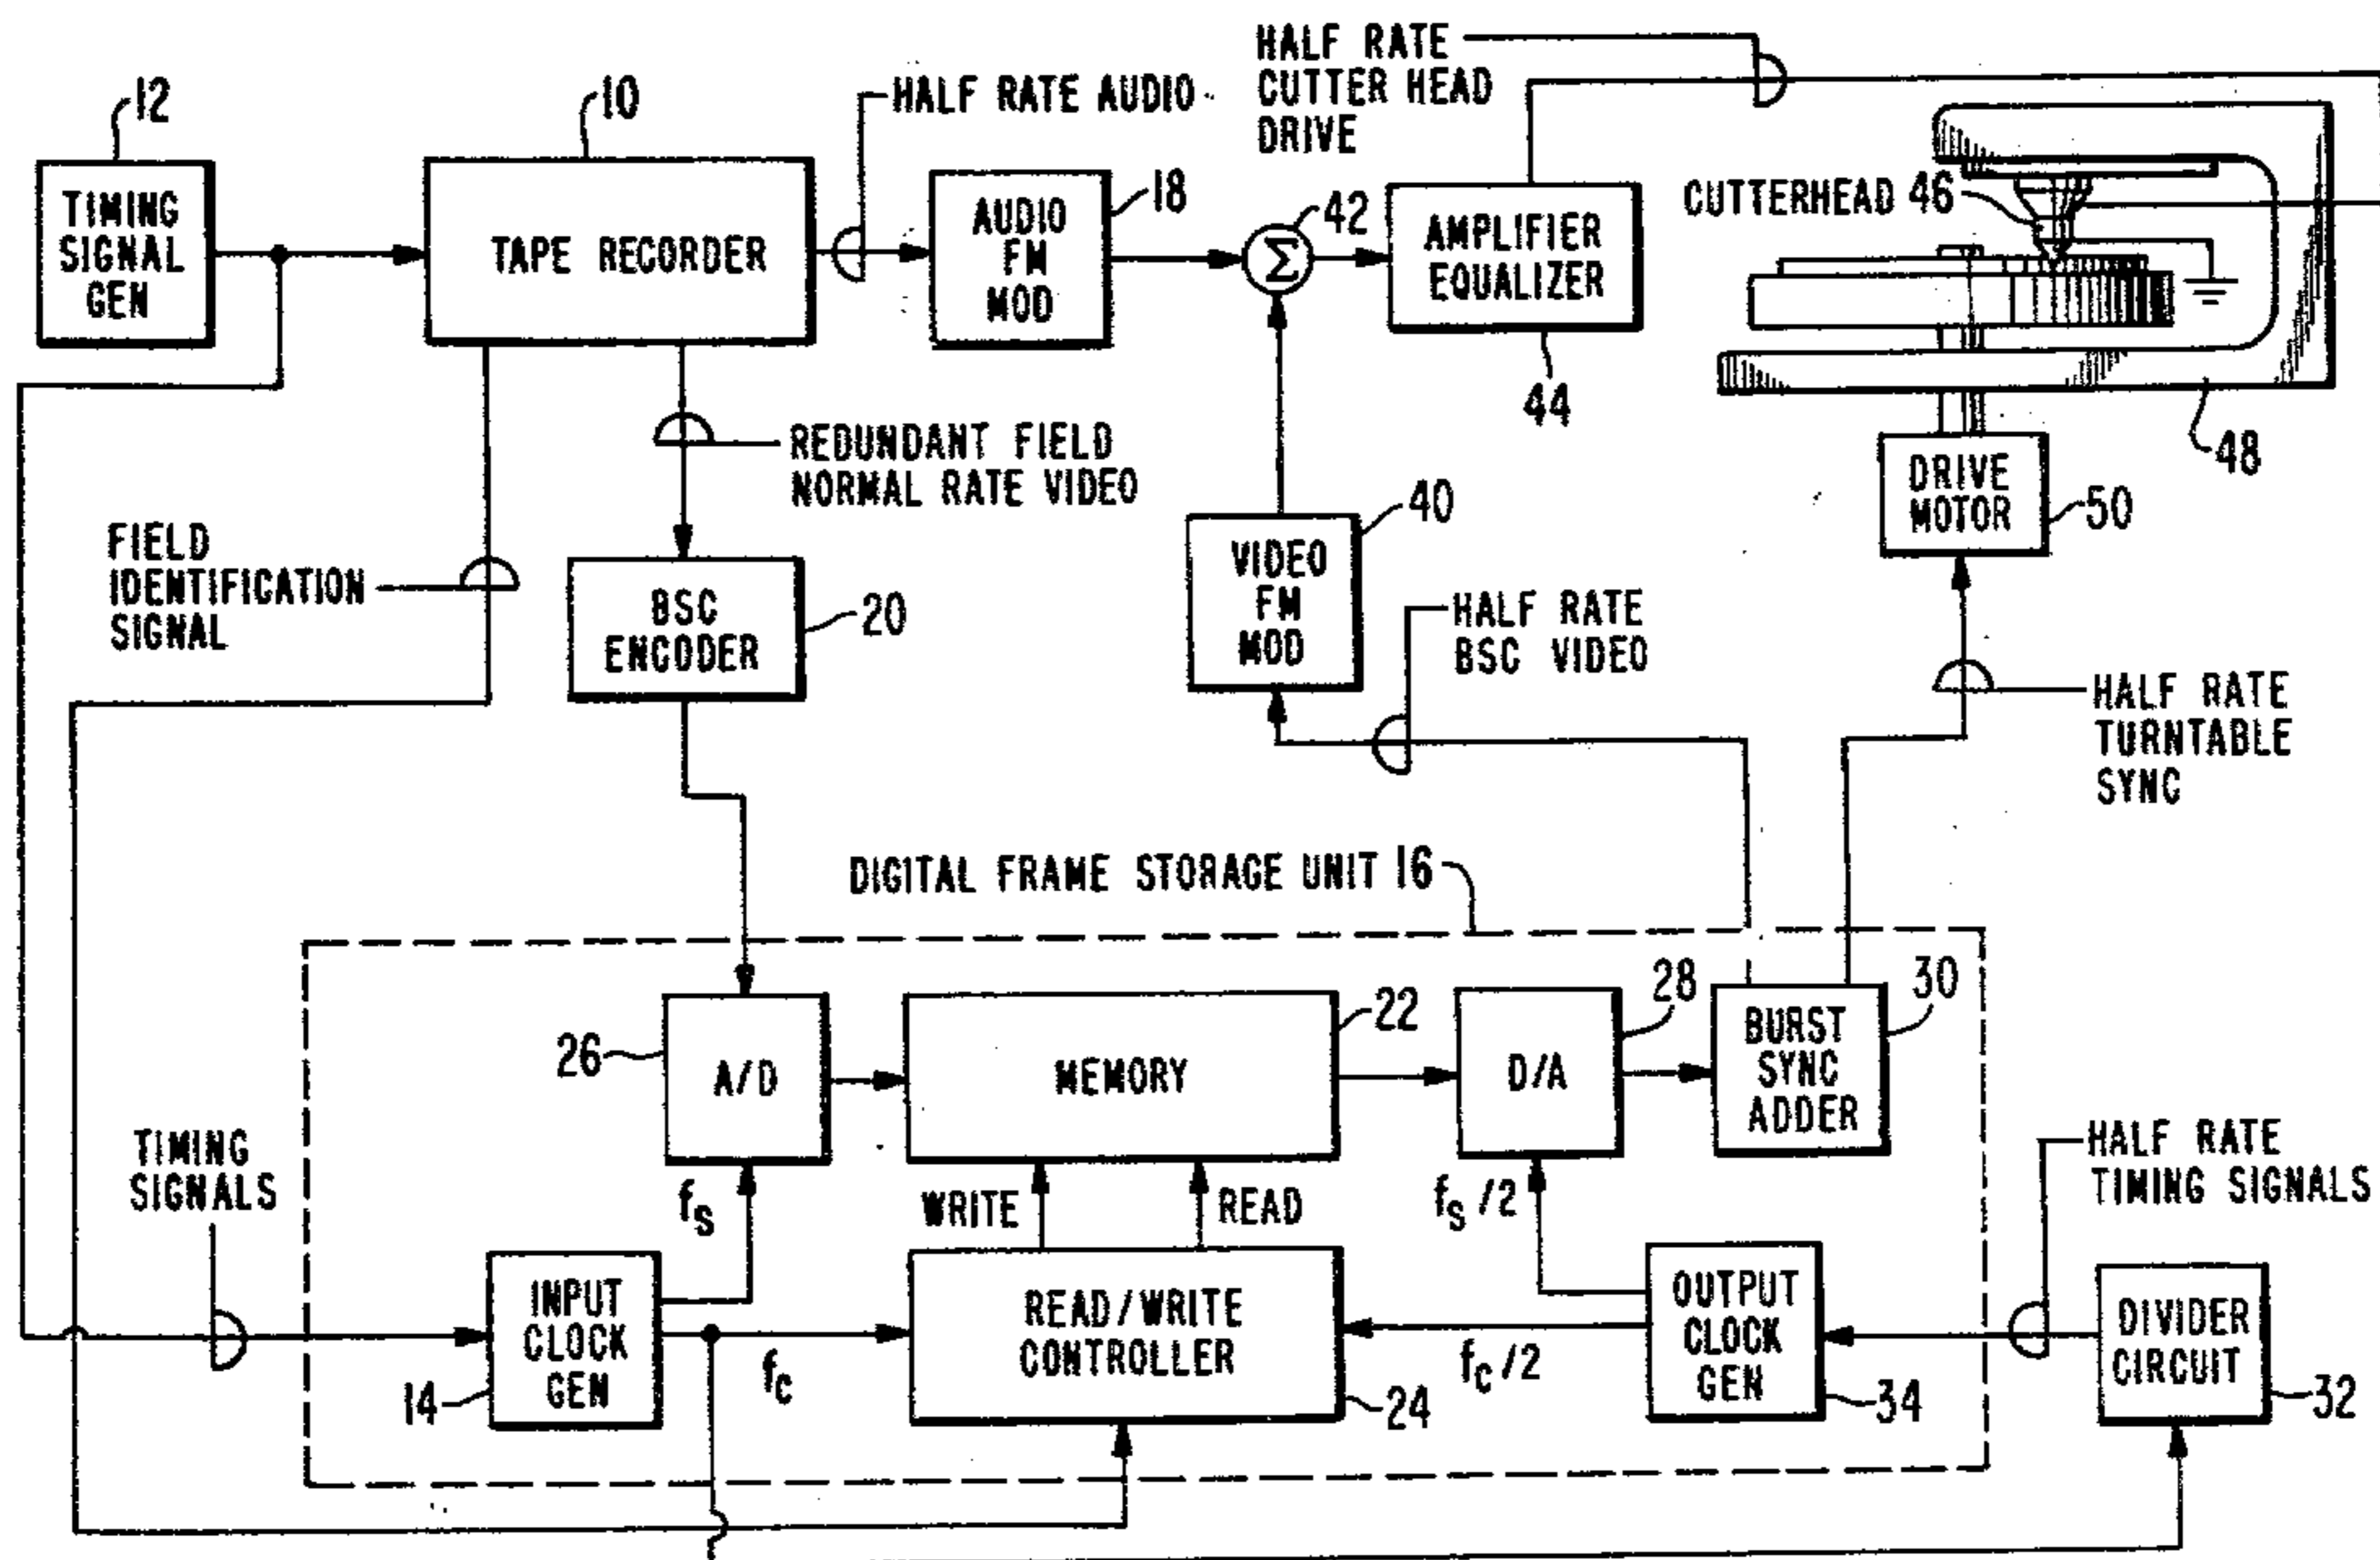 12
TIMING
SIGNAL
GEN
10
TAPE RECORDER
HALF RATE AUDIO
18
AUDIO
FM
MOD
42
Σ
HALF RATE
CUTTER HEAD
DRIVE
AMPLIFIER
EQUALIZER
44
CUTTERHEAD 46
48
DRIVE
MOTOR
50
REDUNDANT FIELD
NORMAL RATE VIDEO
FIELD
IDENTIFICATION
SIGNAL
BSC
ENCODER
20
40
VIDEO
FM
MOD
HALF RATE
BSC VIDEO
HALF RATE
TURNTABLE
SYNC
DIGITAL FRAME STORAGE UNIT 16
26
A/D
MEMORY
22
D/A
28
BURST
SYNC
ADDER
30
TIMING
SIGNALS
fs
WRITE
READ
fs/2
HALF RATE
TIMING SIGNALS
INPUT
CLOCK
GEN
14
fc
READ/WRITE
CONTROLLER
24
fc/2
OUTPUT
CLOCK
GEN
34
DIVIDER
CIRCUIT
32